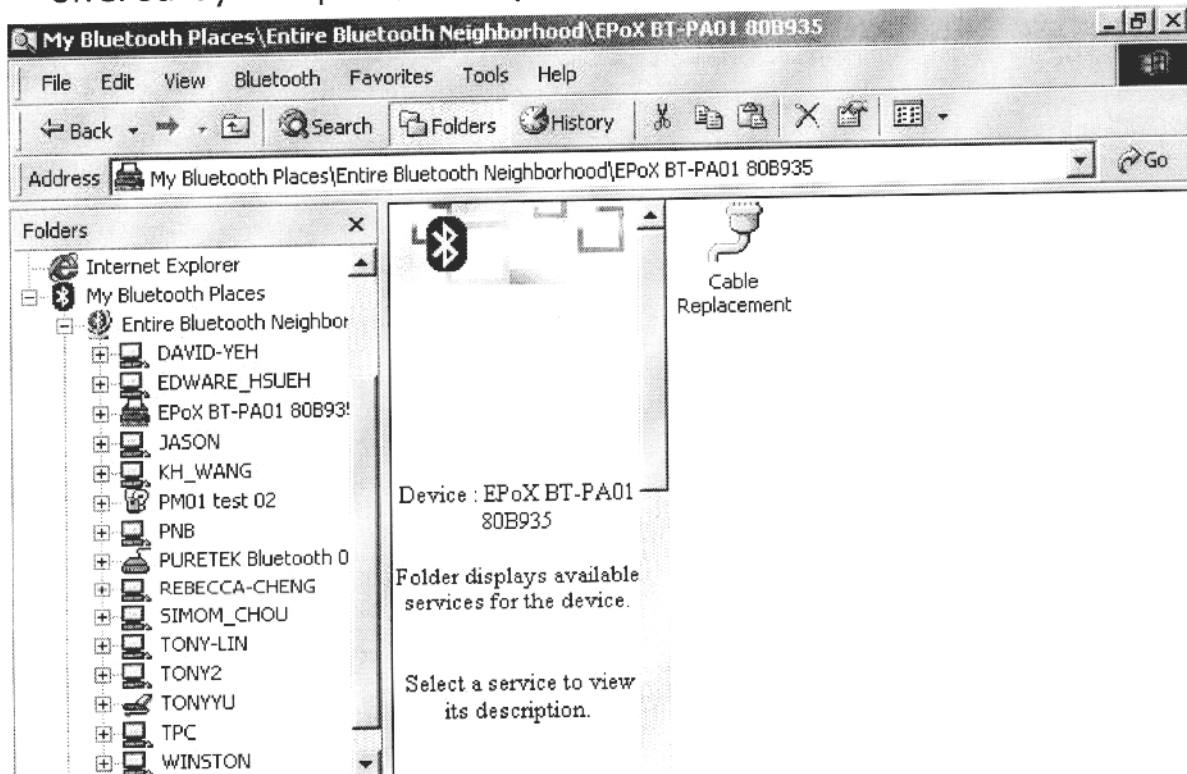 My Bluetooth Places\Entire Bluetooth Neighborhood\EPoX BT-PA01 80B935
File Edit View Bluetooth Favorites Tools Help
Back Search Folders History
Address My Bluetooth Places\Entire Bluetooth Neighborhood\EPoX BT-PA01 80B935 Go
Folders
Internet Explorer
My Bluetooth Places
Entire Bluetooth Neighbor
DAVID-YEH
EDWARE_HSUEH
EPoX BT-PA01 80B93
JASON
KH_WANG
PM01 test 02
PNB
PURETEK Bluetooth 0
REBECCA-CHENG
SIMOM_CHOU
TONY-LIN
TONY2
TONYYU
TPC
WINSTON
Device : EPoX BT-PA01
80B935
Folder displays available
services for the device.
Select a service to view
its description.
Cable
Replacement